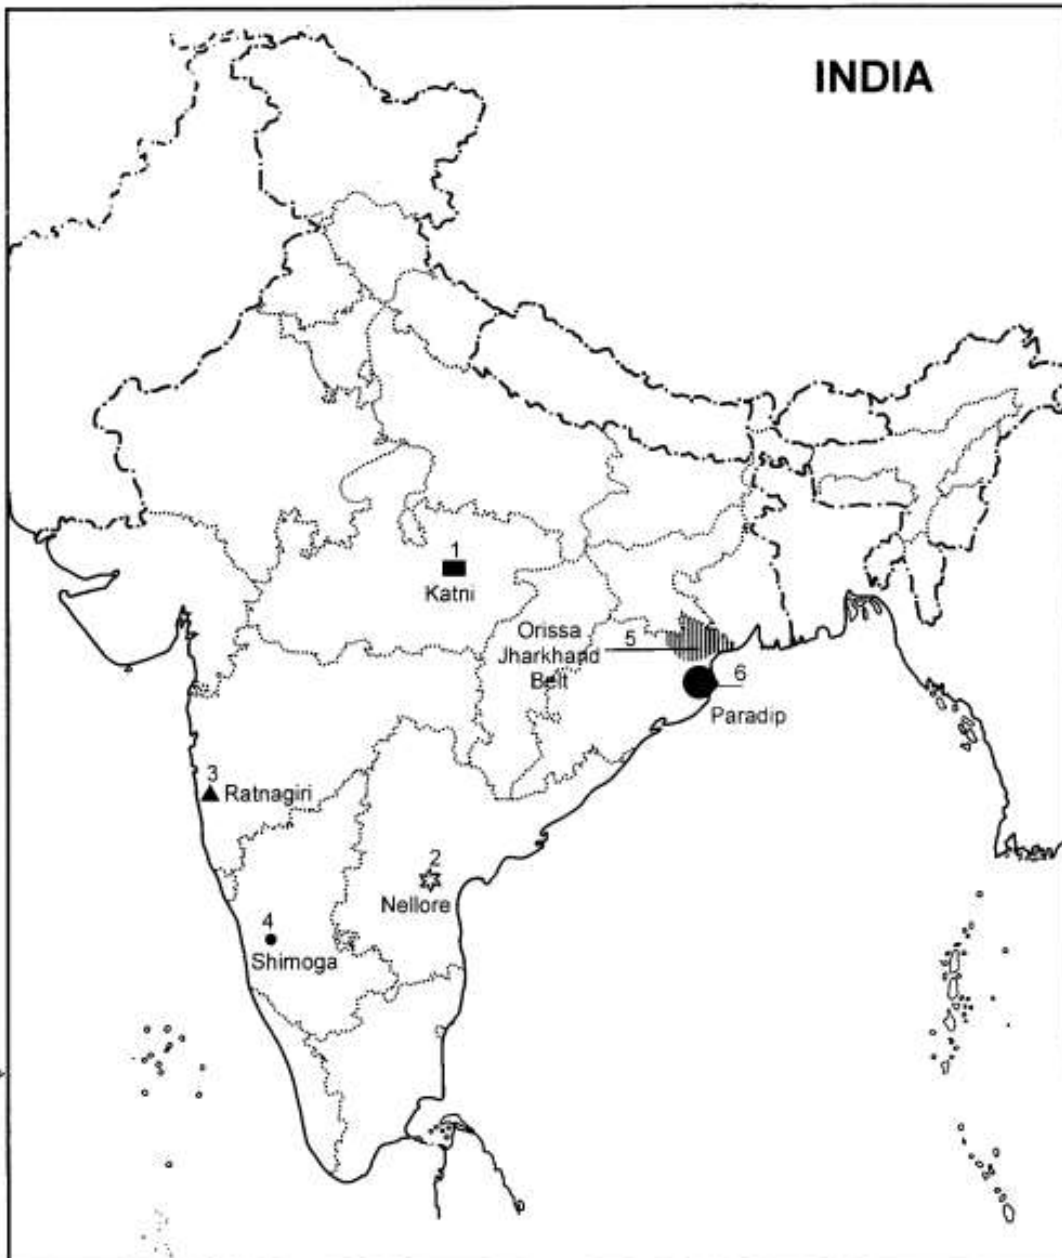 INDIA
1
Katni
Orissa
5
Jharkhand
Belt
6
Paradip
3
Ratnagiri
2
Nellore
4
Shimoga